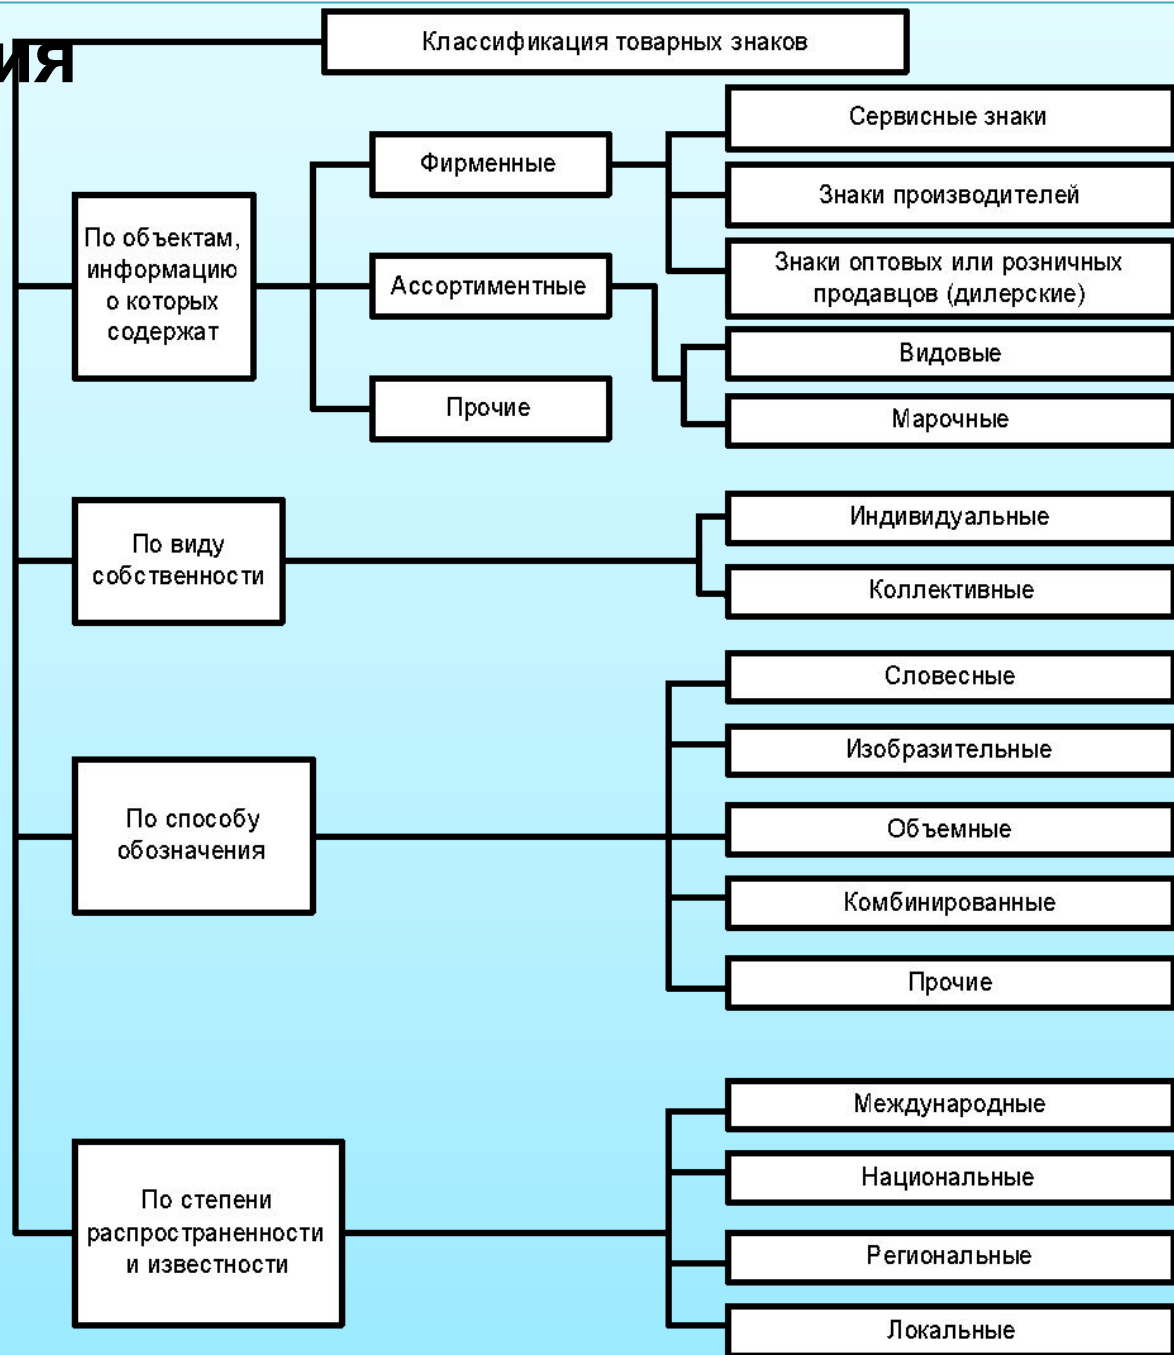 ия
Классификация товарных знаков
По объектам,
информацию
о которых
содержат
Фирменные
Сервисные знаки
Знаки производителей
Знаки оптовых или розничных
продавцов (дилерские)
Ассортиментные
Видовые
Марочные
Прочие
По виду
собственности
Индивидуальные
Коллективные
По способу
обозначения
Словесные
Изобразительные
Объемные
Комбинированные
Прочие
По степени
распространенности
и известности
Международные
Национальные
Региональные
Локальные